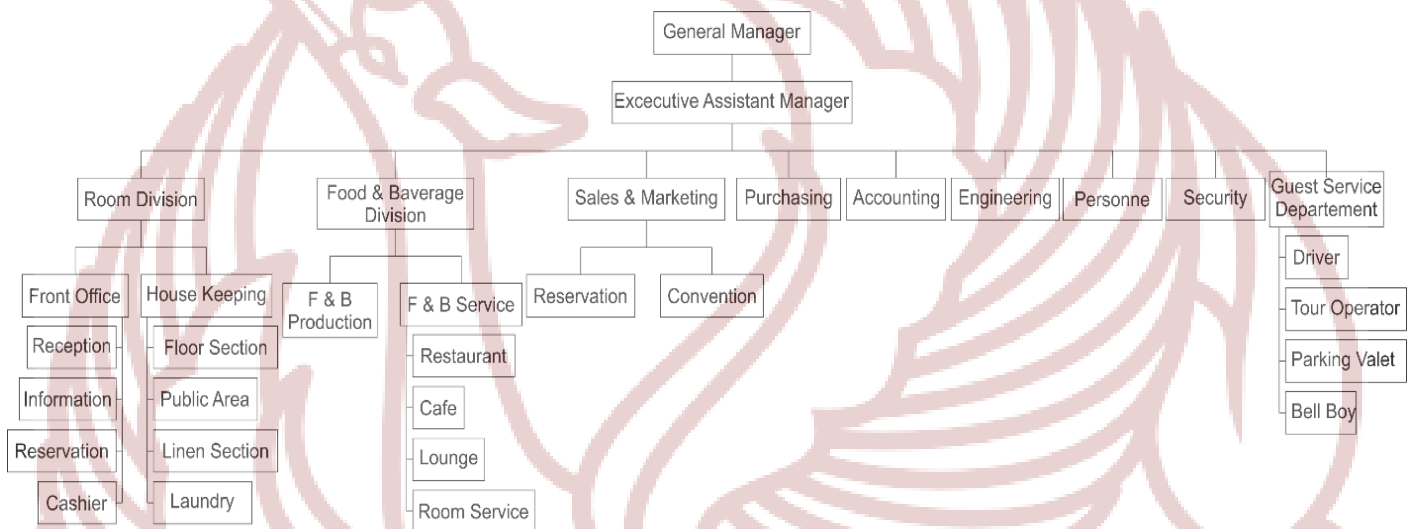 General Manager
Excecutive Assistant Manager
Room Division
Food & Baverage
Division
Sales & Marketing
Purchasing
Accounting
Engineering
Personne
Security
Guest Service
Departement
Front Office
House Keeping
F & B
Production
F & B Service
Reservation
Convention
Driver
Tour Operator
Parking Valet
Bell Boy
Reception
Information
Reservation
Cashier
Floor Section
Public Area
Linen Section
Laundry
Restaurant
Cafe
Lounge
Room Service